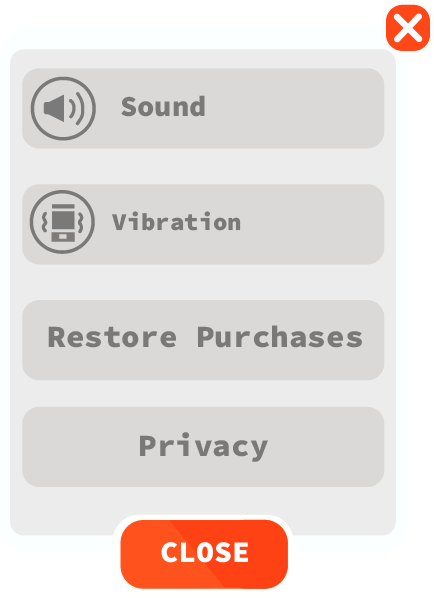 Sound
Vibration
Restore Purchases
Privacy
CLOSE